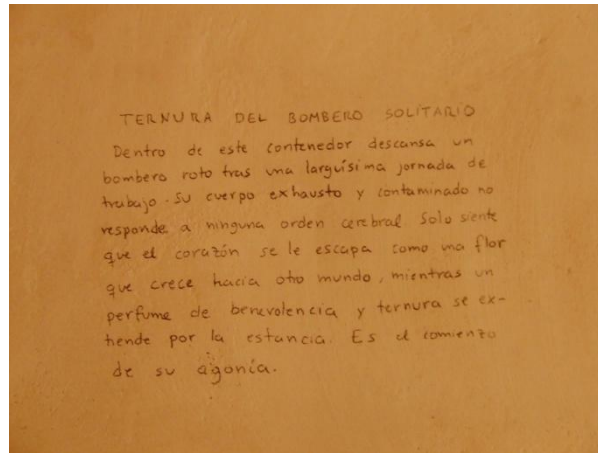 TERNURA DEL BOMBERO SOLITARIO
Dentro de este contenedor descansa un
bombero roto tras una larguísima jornada de
trabajo. Su cuerpo exhausto y contaminado no
responde a ninguna orden cerebral. Solo siente
que el corazón se le escapa como una flor
que crece hacia otro mundo, mientras un
perfume de benevolencia y ternura se ex-
tiende por la estancia. Es el comienzo
de su agonía.